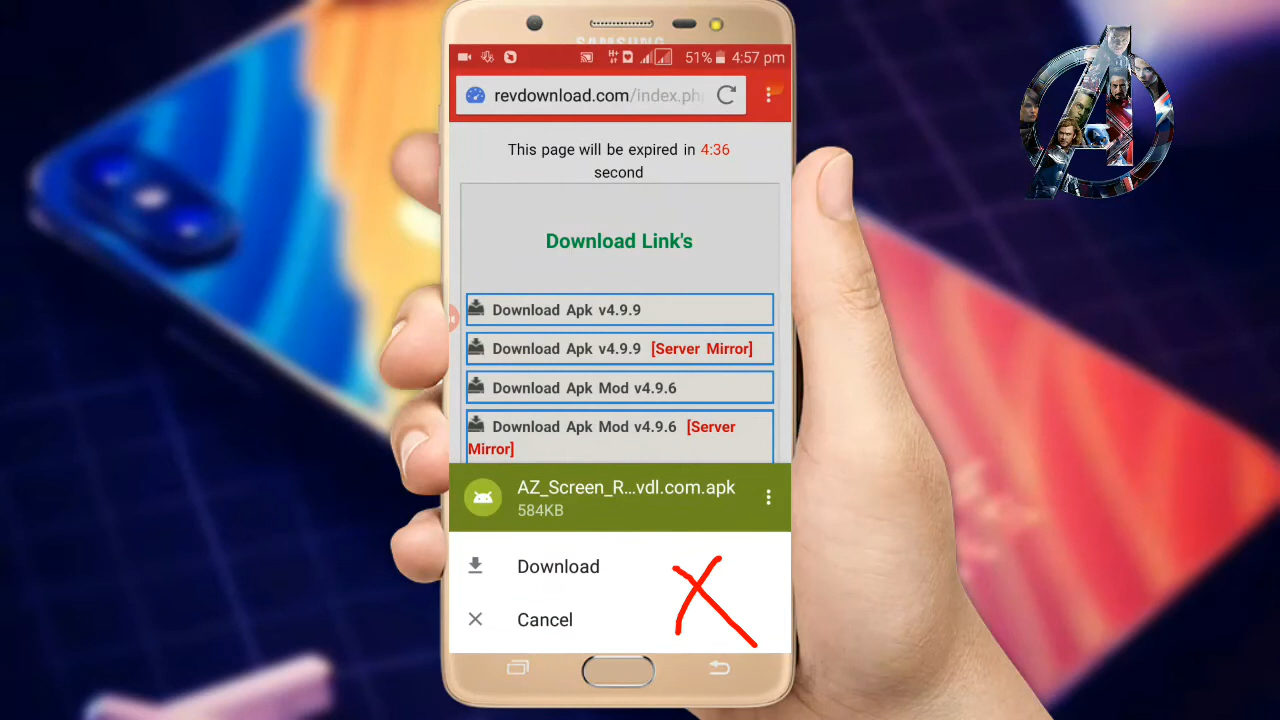 SAMSUNG
51% 4:57 pm
revdownload.com/index.ph
This page will be expired in 4:36
second
Download Link's
Download Apk v4.9.9
Download Apk v4.9.9 [Server Mirror]
Download Apk Mod v4.9.6
Download Apk Mod v4.9.6 [Server
Mirror]
AZ_Screen_R...vdl.com.apk
584KB
Download
Cancel